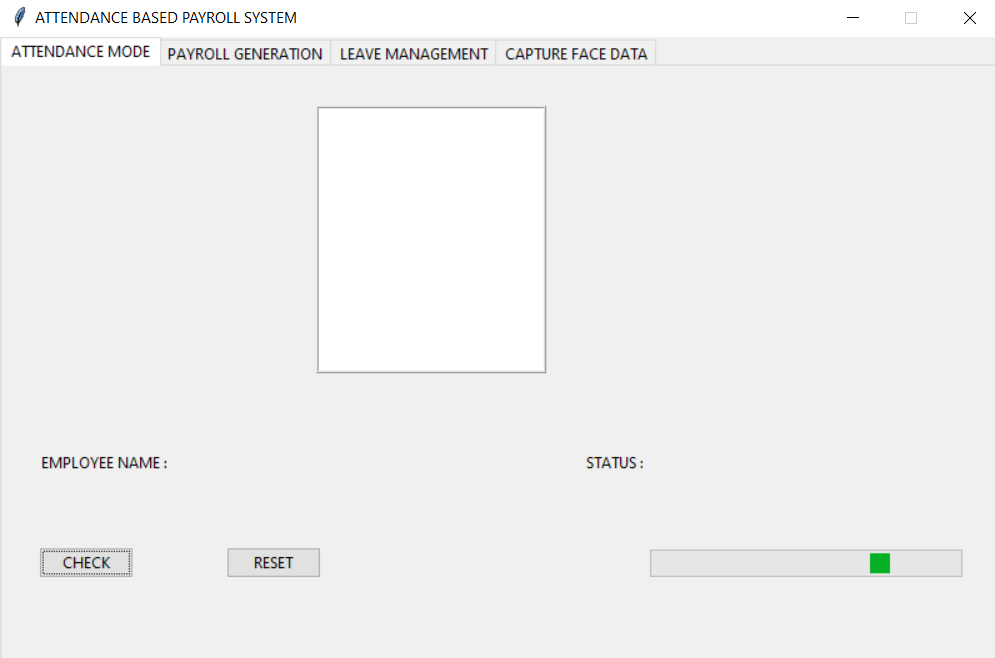 ATTENDANCE BASED PAYROLL SYSTEM
ATTENDANCE MODE PAYROLL GENERATION LEAVE MANAGEMENT CAPTURE FACE DATA
EMPLOYEE NAME : STATUS :
CHECK RESET